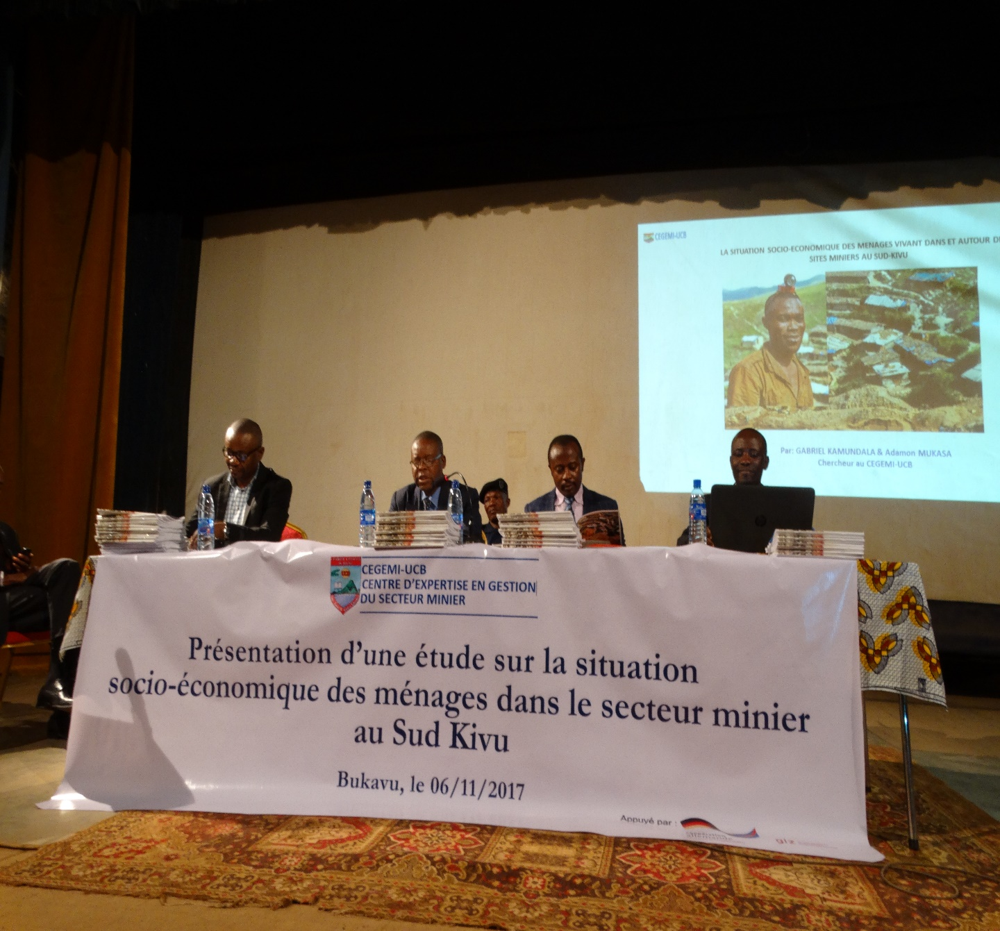 CEGEMI-UCB
LA SITUATION SOCIO-ECONOMIQUE DES MENAGES VIVANT DANS ET AUTOUR
SITES MINIERS AU SUD-KIVU
Par: GABRIEL KAMUNDALA & Adamon MUKASA
Chercheur au CEGEMI-UCB
CEGEMI-UCB
CENTRE D'EXPERTISE EN GESTION
DU SECTEUR MINIER
Présentation d'une étude sur la situation
socio-économique des ménages dans le secteur minier
au Sud Kivu
Bukavu, le 06/11/2017
Appuyé par :
giz